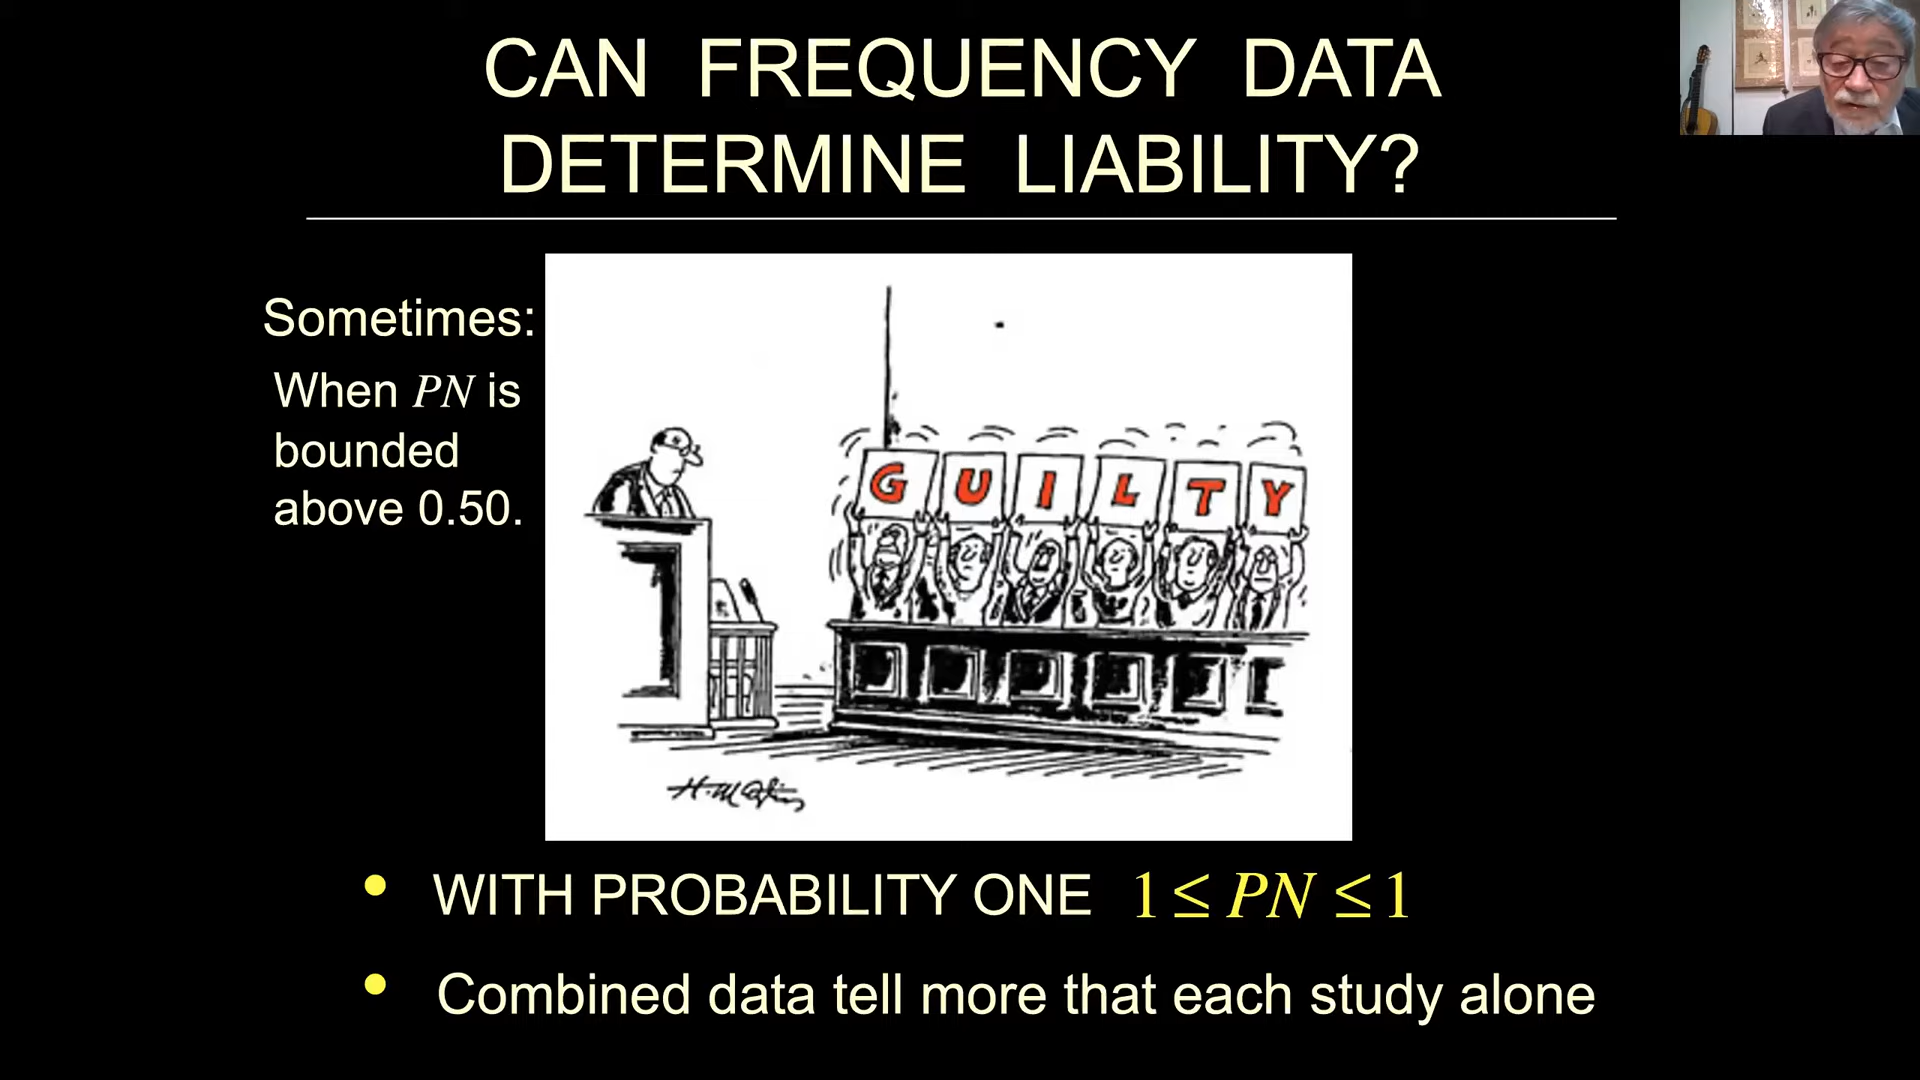 CAN FREQUENCY DATA
DETERMINE LIABILITY?
Sometimes:
When PN is
bounded
above 0.50.
G U I L T Y
• WITH PROBABILITY ONE 1 ≤ PN ≤ 1
• Combined data tell more that each study alone